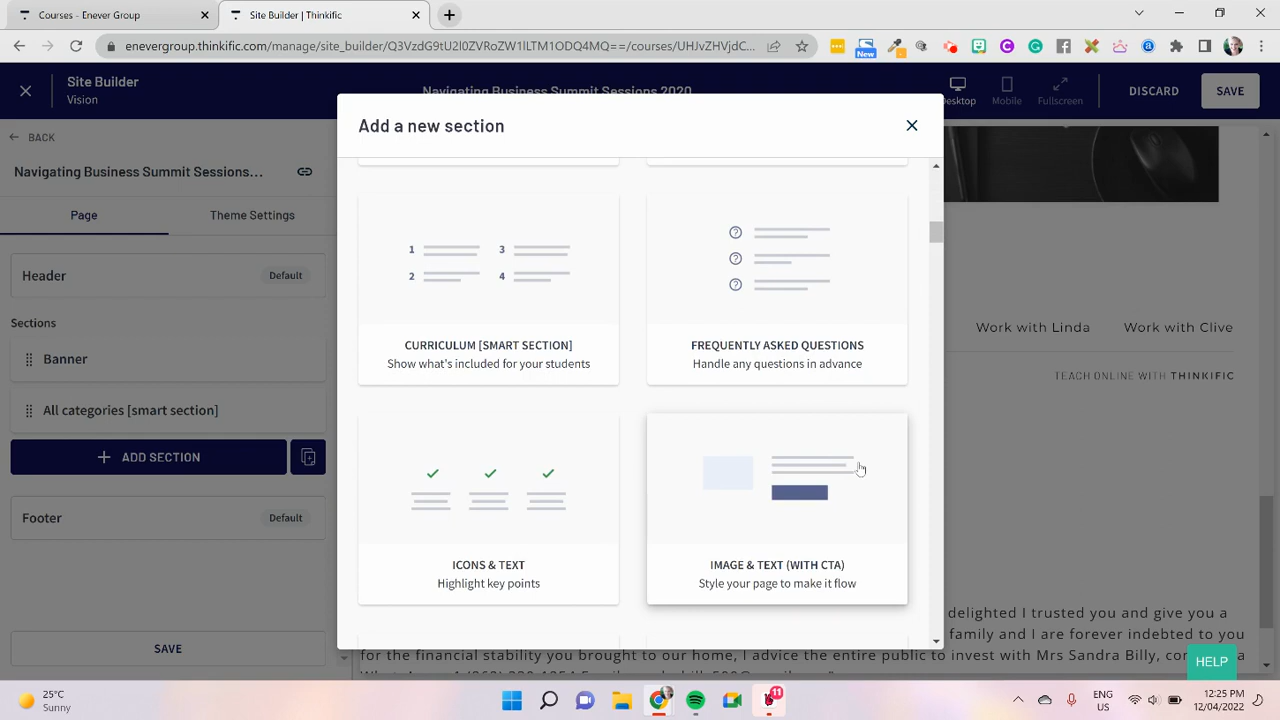 Courses - Enever Group
Site Builder | Thinkific
enevergroup.thinkific.com/manage/site_builder/Q3VzdG9tU2l0ZVRoZW1lLTM1ODQ4MQ==/courses/UHJvZHVjdC...
New
Site Builder
Vision
Navigating Business Summit Sessions 2020
Desktop
Mobile
Fullscreen
DISCARD
SAVE
BACK
Navigating Business Summit Sessions...
Page
Theme Settings
Header
Default
Sections
Banner
All categories [smart section]
ADD SECTION
Footer
Default
SAVE
Add a new section
1
3
2
4
CURRICULUM [SMART SECTION]
Show what's included for your students
FREQUENTLY ASKED QUESTIONS
Handle any questions in advance
ICONS & TEXT
Highlight key points
IMAGE & TEXT (WITH CTA)
Style your page to make it flow
Work with Linda
Work with Clive
TEACH ONLINE WITH THINKIFIC
delighted I trusted you and give you a
family and I are forever indebted to you
for the financial stability you brought to our home, I advice the entire public to invest with Mrs Sandra Billy,
HELP
25°C
Sunny
11
ENG
US
12:25 PM
12/04/2022